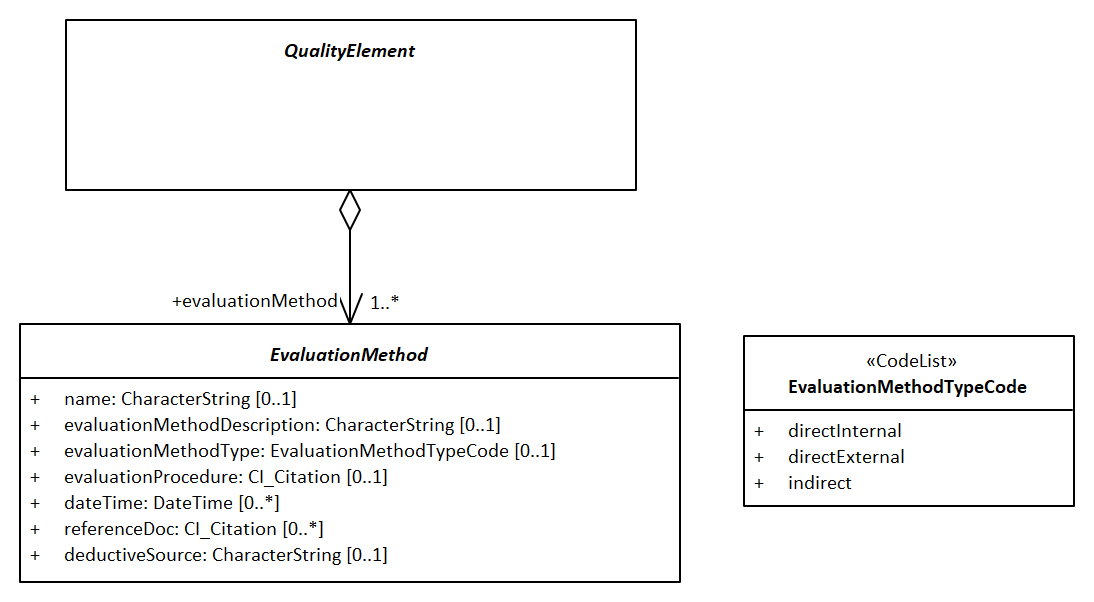 QualityElement
+evaluationMethod
1..*
EvaluationMethod
+ name: CharacterString [0..1]
+ evaluationMethodDescription: CharacterString [0..1]
+ evaluationMethodType: EvaluationMethodTypeCode [0..1]
+ evaluationProcedure: CI_Citation [0..1]
+ dateTime: DateTime [0..*]
+ referenceDoc: CI_Citation [0..*]
+ deductiveSource: CharacterString [0..1]
«CodeList»
EvaluationMethodTypeCode
+ directInternal
+ directExternal
+ indirect